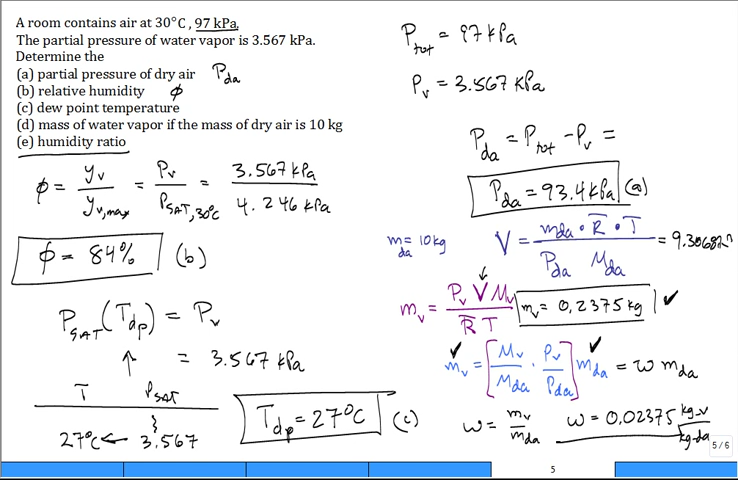 A room contains air at 30°C, 97 kPa.
The partial pressure of water vapor is 3.567 kPa.
Determine the
(a) partial pressure of dry air P_da
(b) relative humidity ϕ
(c) dew point temperature
(d) mass of water vapor if the mass of dry air is 10 kg
(e) humidity ratio
P_tot = 97 kPa
P_v = 3.567 kPa
P_da = P_tot - P_v =
P_da = 93.4 kPa (a)
ϕ = y_v / y_v,max = P_v / P_SAT,30°C = 3.567 kPa / 4.246 kPa
ϕ = 84% (b)
m_da = 10 kg V = m_da · R̄ · T / P_da M_da = 9.30682
m_v = P_v V M_v / R̄ T m_v = 0,2375 kg
P_SAT (T_dp) = P_v
= 3.567 kPa
m_v = [M_v / M_da · P_v / P_da] m_da = ω m_da
T P_SAT
27°C ← 3.567
T_dp = 27°C (c)
ω = m_v / m_da ω = 0,02375 kg-v / kg-da
5/6
5